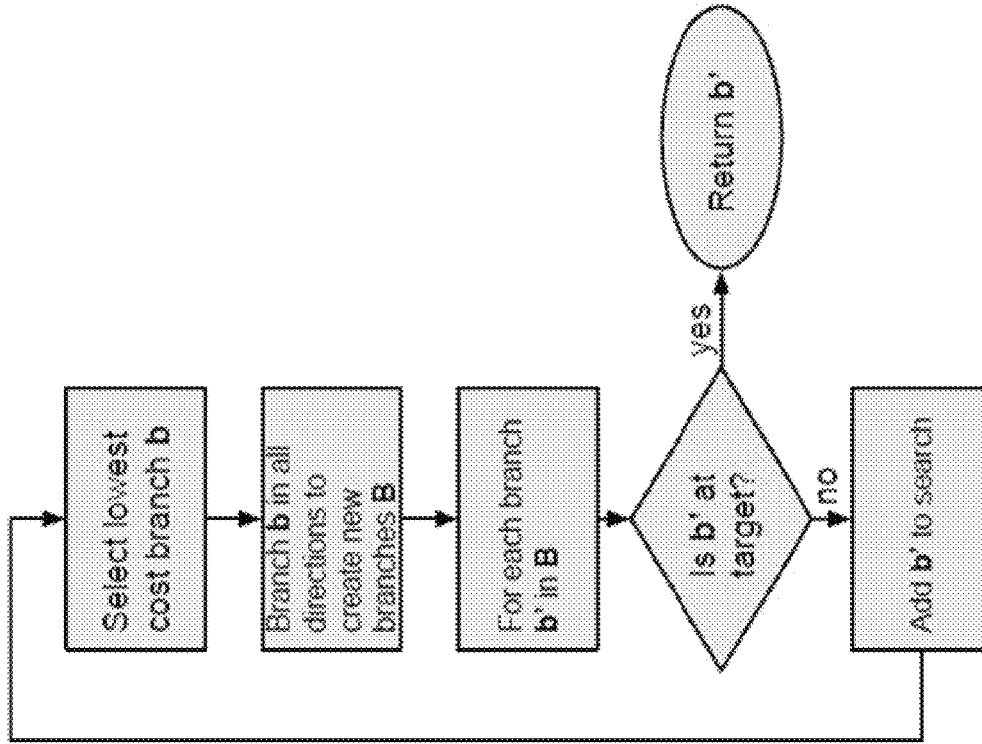 Select lowest
cost branch b
Branch b in all
directions to
create new
branches B
For each branch
b' in B
Is b' at
target?
yes
Return b'
no
Add b' to search